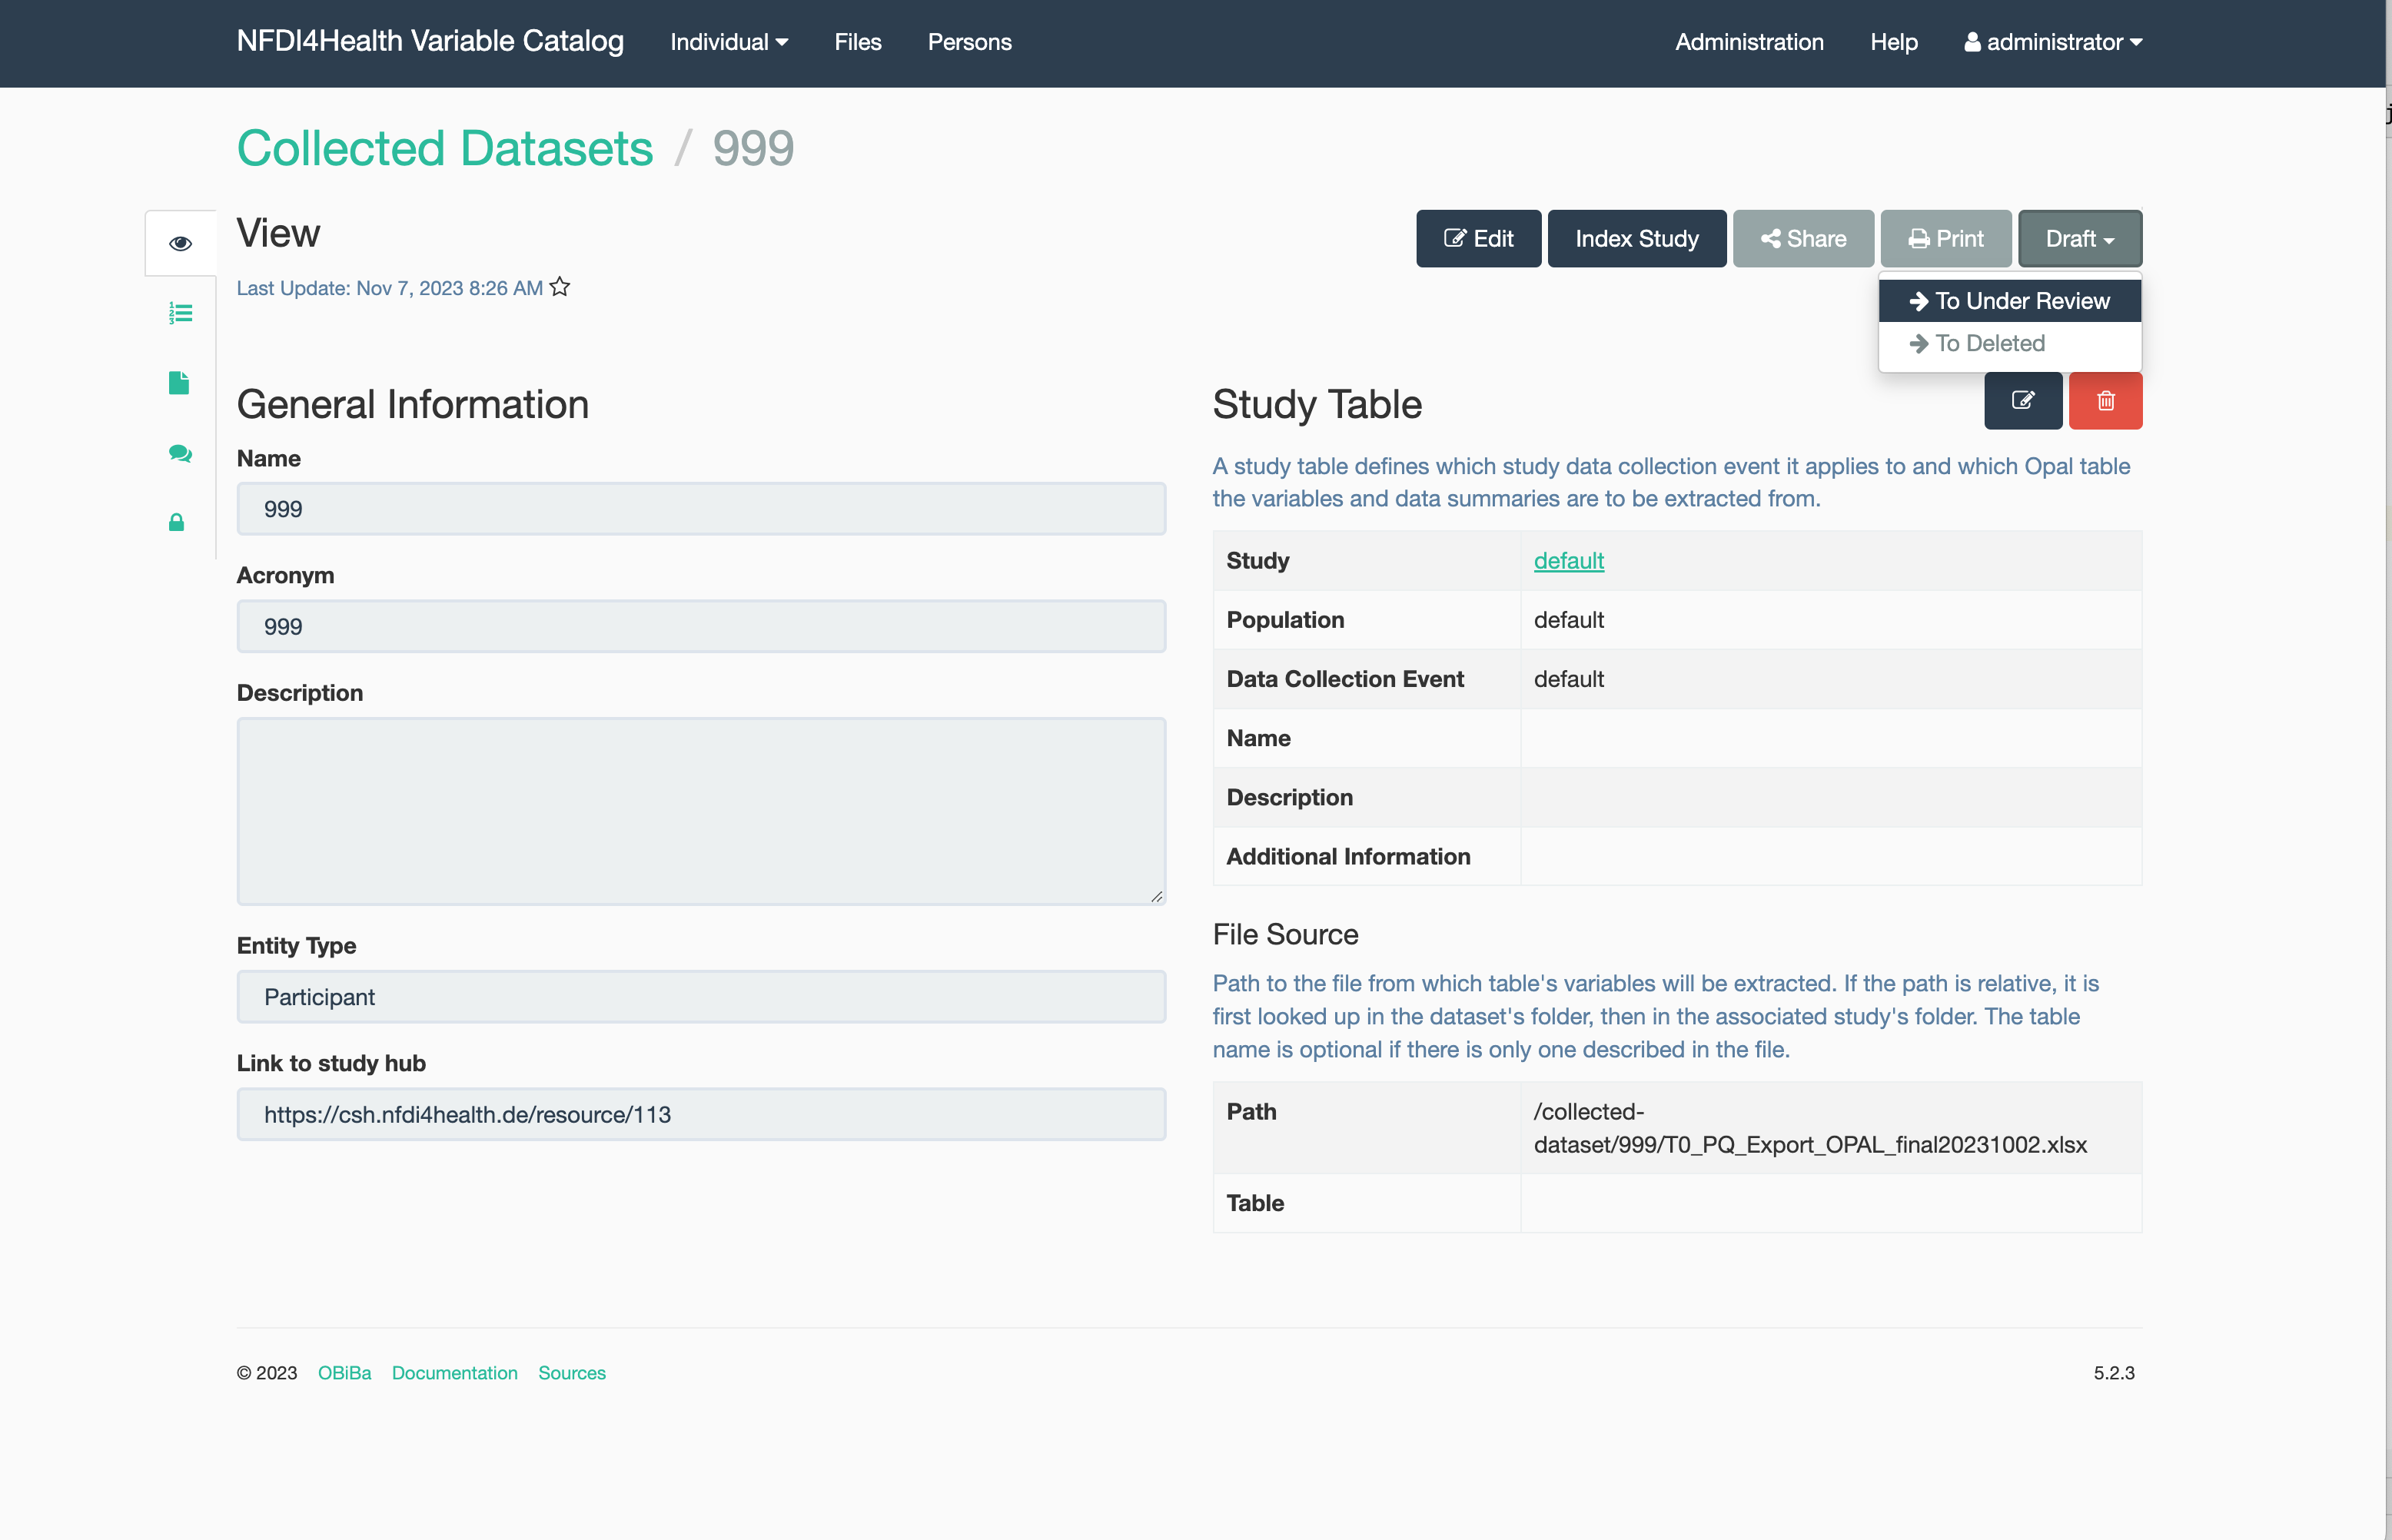 NFDI4Health Variable Catalog Individual Files Persons Administration Help administrator
Collected Datasets / 999
View
Edit Index Study Share Print Draft
Last Update: Nov 7, 2023 8:26 AM
To Under Review
To Deleted
General Information
Name
999
Acronym
999
Description
Entity Type
Participant
Link to study hub
https://csh.nfdi4health.de/resource/113
Study Table
A study table defines which study data collection event it applies to and which Opal table
the variables and data summaries are to be extracted from.
Study default
Population default
Data Collection Event default
Name
Description
Additional Information
File Source
Path to the file from which table's variables will be extracted. If the path is relative, it is
first looked up in the dataset's folder, then in the associated study's folder. The table
name is optional if there is only one described in the file.
Path /collected-
dataset/999/T0_PQ_Export_OPAL_final20231002.xlsx
Table
© 2023 OBiBa Documentation Sources 5.2.3